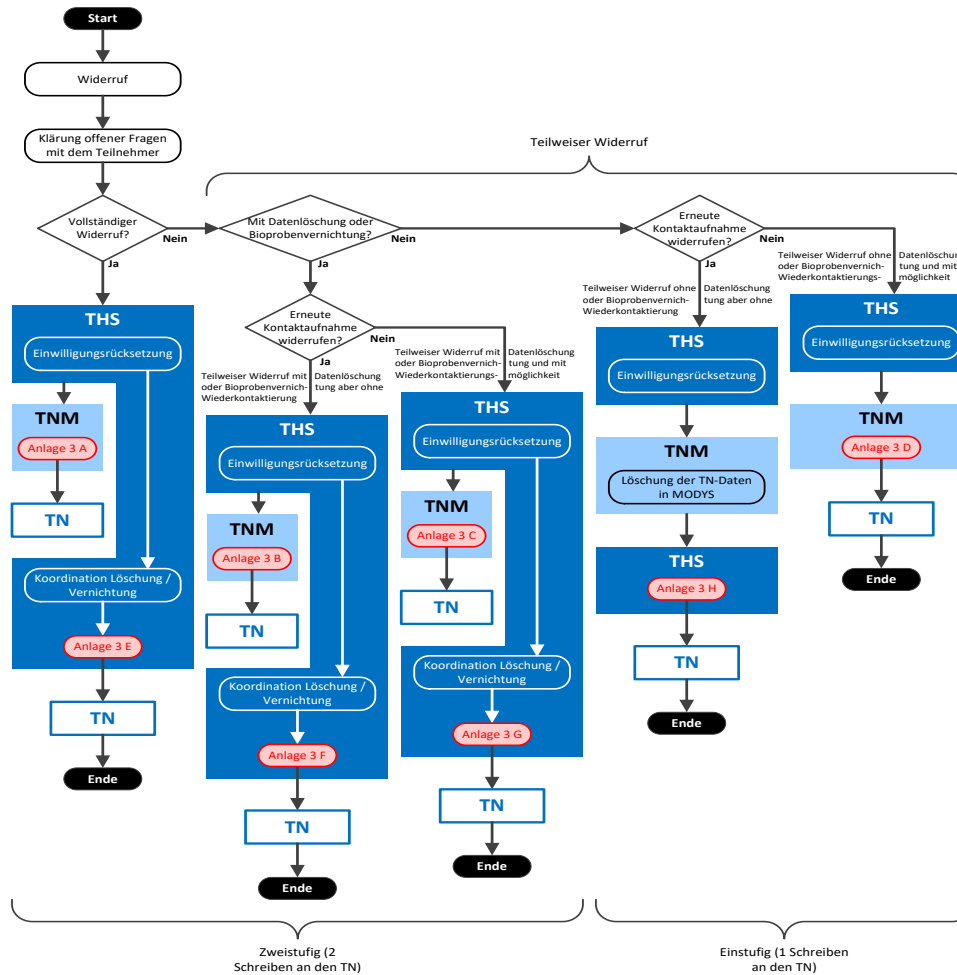 Start
Widerruf
Klärung offener Fragen
mit dem Teilnehmer
Teilweiser Widerruf
Vollständiger
Widerruf?
Nein
Ja
Mit Datenlöschung oder
Bioprobenvernichtung?
Nein
Ja
Erneute
Kontaktaufnahme
widerrufen?
Nein
Ja
Erneute
Kontaktaufnahme
widerrufen?
Nein
Ja
THS
Einwilligungsrücksetzung
TNM
Anlage 3 A
TN
Koordination Löschung /
Vernichtung
Anlage 3 E
TN
Ende
Teilweiser Widerruf mit Datenlöschung
oder Bioprobenvernich- tung aber ohne
Wiederkontaktierung
THS
Einwilligungsrücksetzung
TNM
Anlage 3 B
TN
Koordination Löschung /
Vernichtung
Anlage 3 F
TN
Ende
Teilweiser Widerruf mit Datenlöschung
oder Bioprobenvernich- tung und mit
Wiederkontaktierungs- möglichkeit
THS
Einwilligungsrücksetzung
TNM
Anlage 3 C
TN
Koordination Löschung /
Vernichtung
Anlage 3 G
TN
Ende
Teilweiser Widerruf ohne Datenlöschung
oder Bioprobenvernich- tung aber ohne
Wiederkontaktierung
THS
Einwilligungsrücksetzung
TNM
Löschung der TN-Daten
in MODYS
THS
Anlage 3 H
TN
Ende
Teilweiser Widerruf ohne Datenlöschung
oder Bioprobenvernich- tung und mit
Wiederkontaktierungs- möglichkeit
THS
Einwilligungsrücksetzung
TNM
Anlage 3 D
TN
Ende
Zweistufig (2
Schreiben an den TN)
Einstufig (1 Schreiben
an den TN)